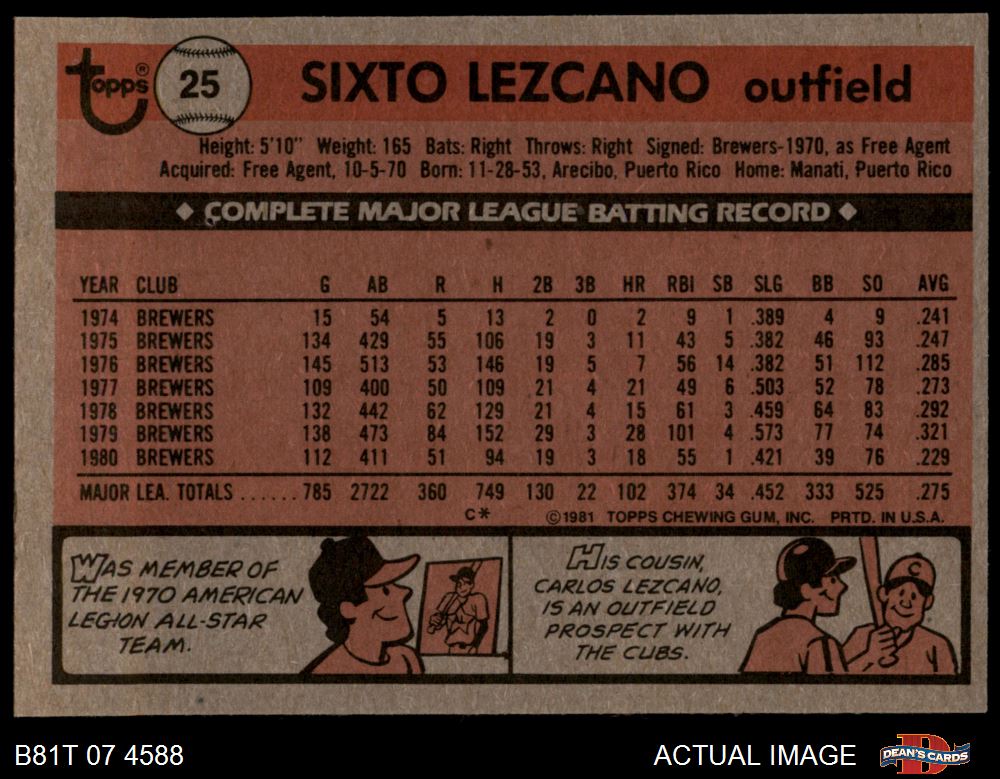 topps® 25 SIXTO LEZCANO outfield
Height: 5'10" Weight: 165 Bats: Right Throws: Right Signed: Brewers-1970, as Free Agent
Acquired: Free Agent, 10-5-70 Born: 11-28-53, Arecibo, Puerto Rico Home: Manati, Puerto Rico
◆ COMPLETE MAJOR LEAGUE BATTING RECORD ◆
YEAR CLUB G AB R H 2B 3B HR RBI SB SLG BB SO AVG
1974 BREWERS 15 54 5 13 2 0 2 9 1 .389 4 9 .241
1975 BREWERS 134 429 55 106 19 3 11 43 5 .382 46 93 .247
1976 BREWERS 145 513 53 146 19 5 7 56 14 .382 51 112 .285
1977 BREWERS 109 400 50 109 21 4 21 49 6 .503 52 78 .273
1978 BREWERS 132 442 62 129 21 4 15 61 3 .459 64 83 .292
1979 BREWERS 138 473 84 152 29 3 28 101 4 .573 77 74 .321
1980 BREWERS 112 411 51 94 19 3 18 55 1 .421 39 76 .229
MAJOR LEA. TOTALS ...... 785 2722 360 749 130 22 102 374 34 .452 333 525 .275
C* ©1981 TOPPS CHEWING GUM, INC. PRTD. IN U.S.A.
WAS MEMBER OF
THE 1970 AMERICAN
LEGION ALL-STAR
TEAM.
HIS COUSIN,
CARLOS LEZCANO,
IS AN OUTFIELD
PROSPECT WITH
THE CUBS.
C
B81T 07 4588 ACTUAL IMAGE DEAN'S CARDS